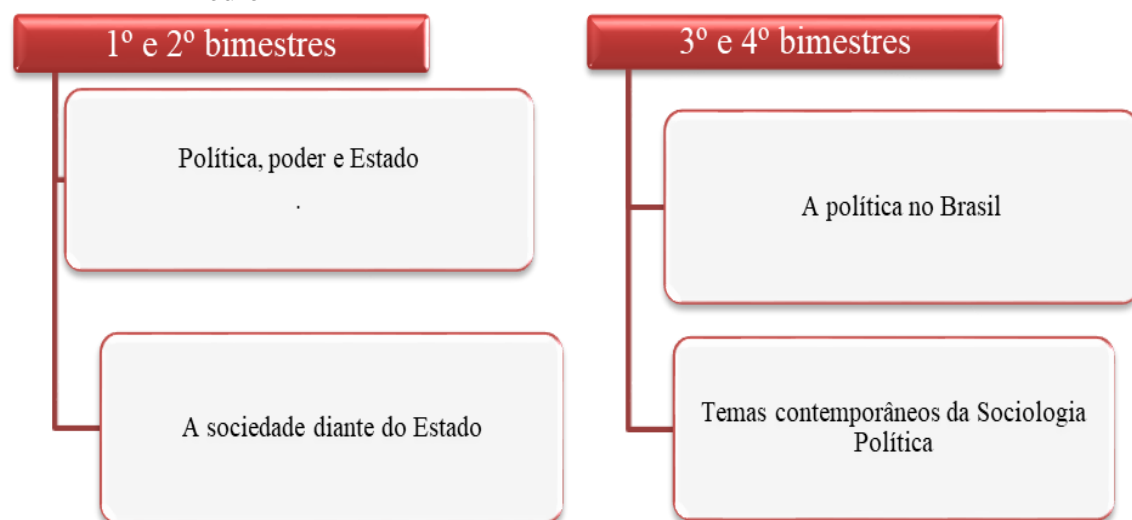 1º e 2º bimestres
Política, poder e Estado
.
A sociedade diante do Estado
3º e 4º bimestres
A política no Brasil
Temas contemporâneos da Sociologia
Política